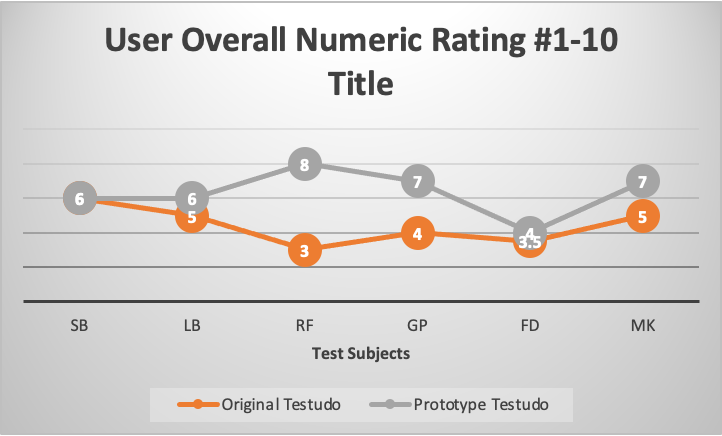 User Overall Numeric Rating #1-10
Title
8
7
7
6
6
4
5
5
4
3.5
3
SB LB RF GP FD MK
Test Subjects
Original Testudo Prototype Testudo